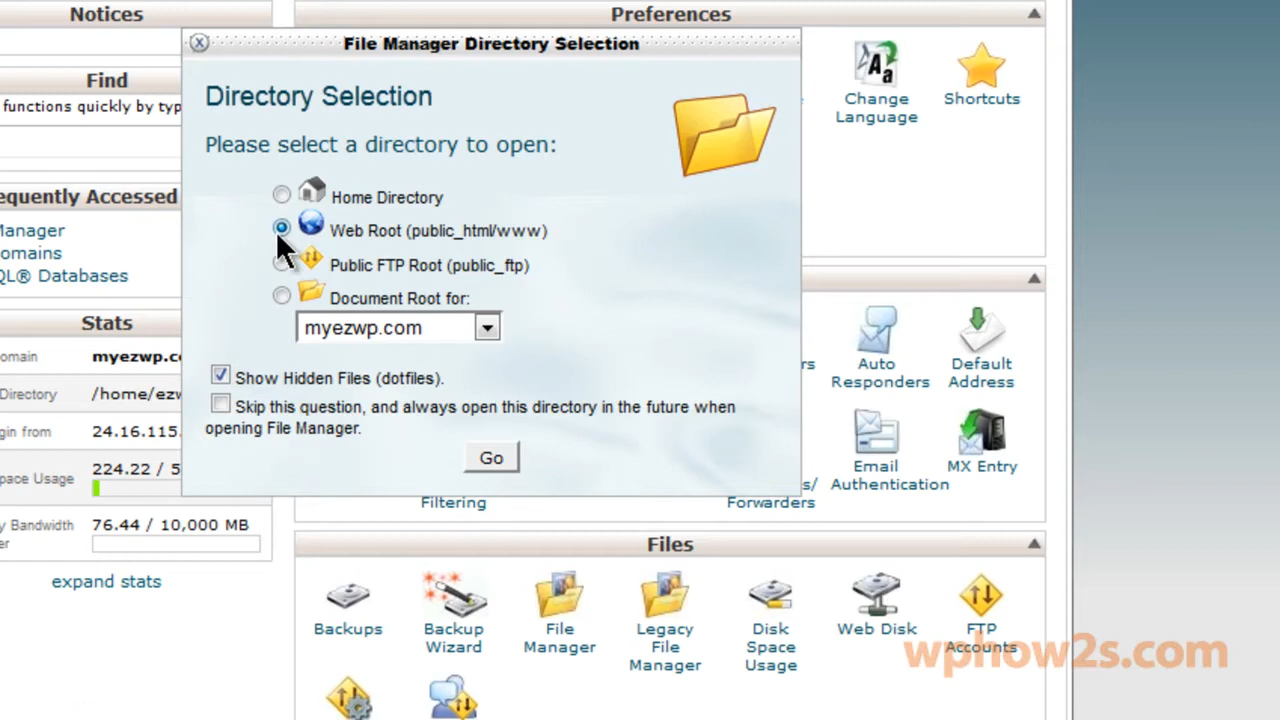 Notices
Preferences
File Manager Directory Selection
Find
functions quickly by typ
Directory Selection
Please select a directory to open:
Home Directory
Web Root (public_html/www)
Public FTP Root (public_ftp)
Document Root for:
myezwp.com
Show Hidden Files (dotfiles).
Skip this question, and always open this directory in the future when
opening File Manager.
Go
Change
Language
Shortcuts
equently Accessed
Manager
omains
QL® Databases
Stats
omain
myezwp.co
Directory
/home/ezw
gin from
24.16.115.
pace Usage
224.22 / 5
y Bandwidth
er
76.44 / 10,000 MB
expand stats
rs
Auto
Responders
Default
Address
Email
Authentication
MX Entry
Filtering
s/
Forwarders
Files
Backups
Backup
Wizard
File
Manager
Legacy
File
Manager
Disk
Space
Usage
Web Disk
FTP
Accounts
wphow2s.com